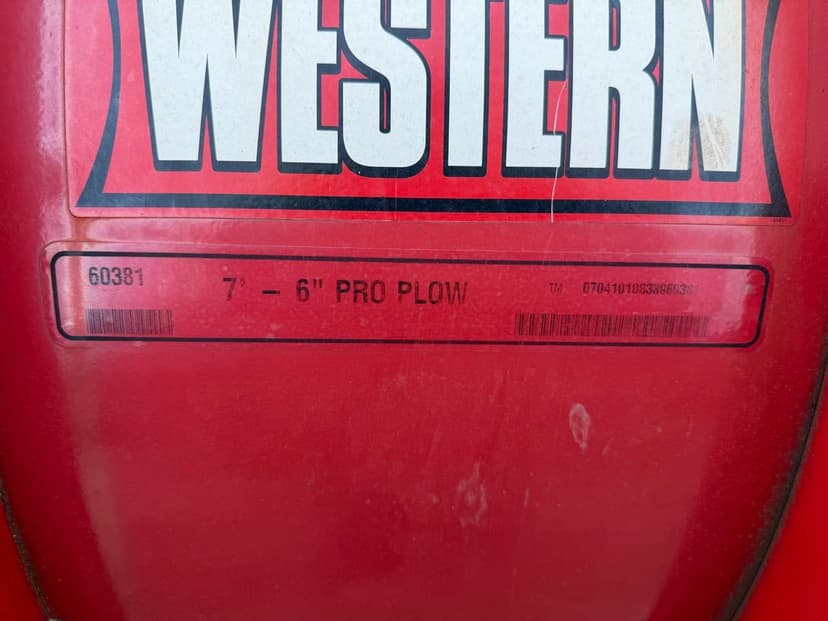 WESTERN
60381 7' - 6" PRO PLOW TM